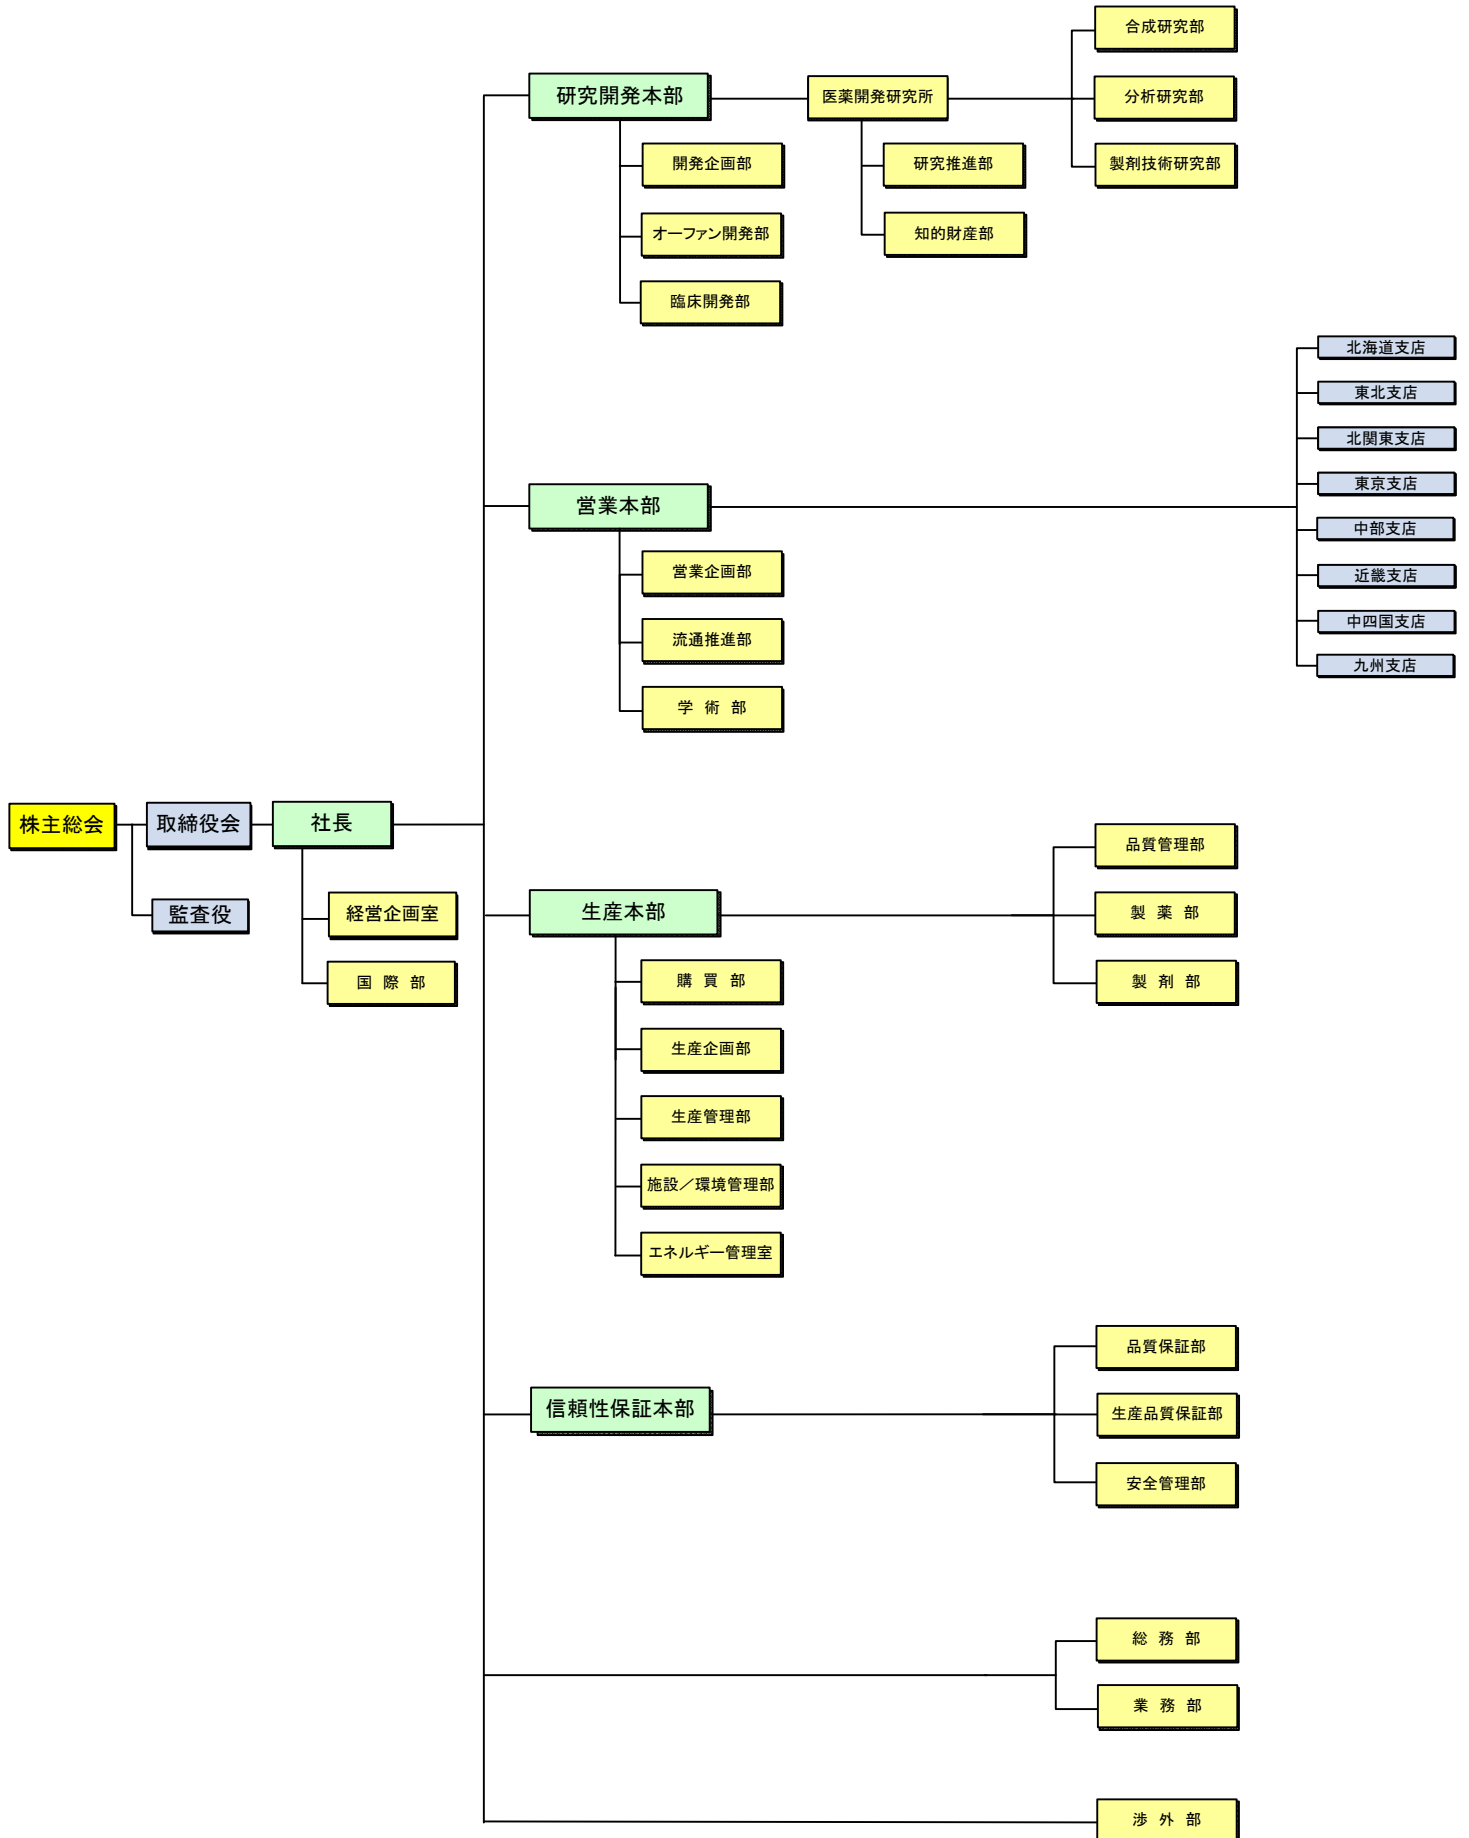 合成研究部
研究開発本部
医薬開発研究所
分析研究部
開発企画部
研究推進部
製剤技術研究部
オーファン開発部
知的財産部
臨床開発部
北海道支店
東北支店
北関東支店
東京支店
営業本部
中部支店
営業企画部
近畿支店
中四国支店
流通推進部
九州支店
学 術 部
株主総会
取締役会
社長
監査役
経営企画室
国 際 部
品質管理部
生産本部
製 薬 部
購 買 部
製 剤 部
生産企画部
生産管理部
施設／環境管理部
エネルギー管理室
品質保証部
信頼性保証本部
生産品質保証部
安全管理部
総 務 部
業 務 部
渉 外 部